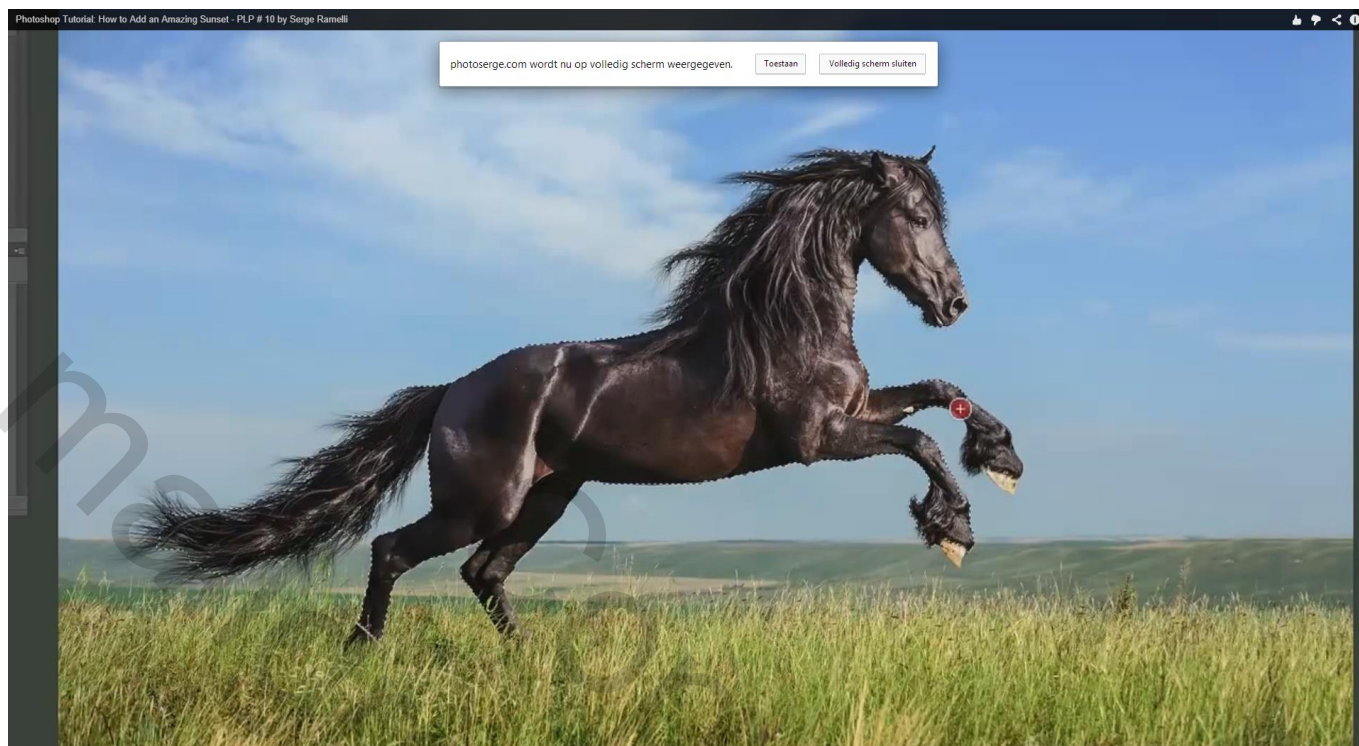 Photoshop Tutorial: How to Add an Amazing Sunset - PLP # 10 by Serge Ramelli
photoserge.com wordt nu op volledig scherm weergegeven.
Toestaan
Volledig scherm sluiten